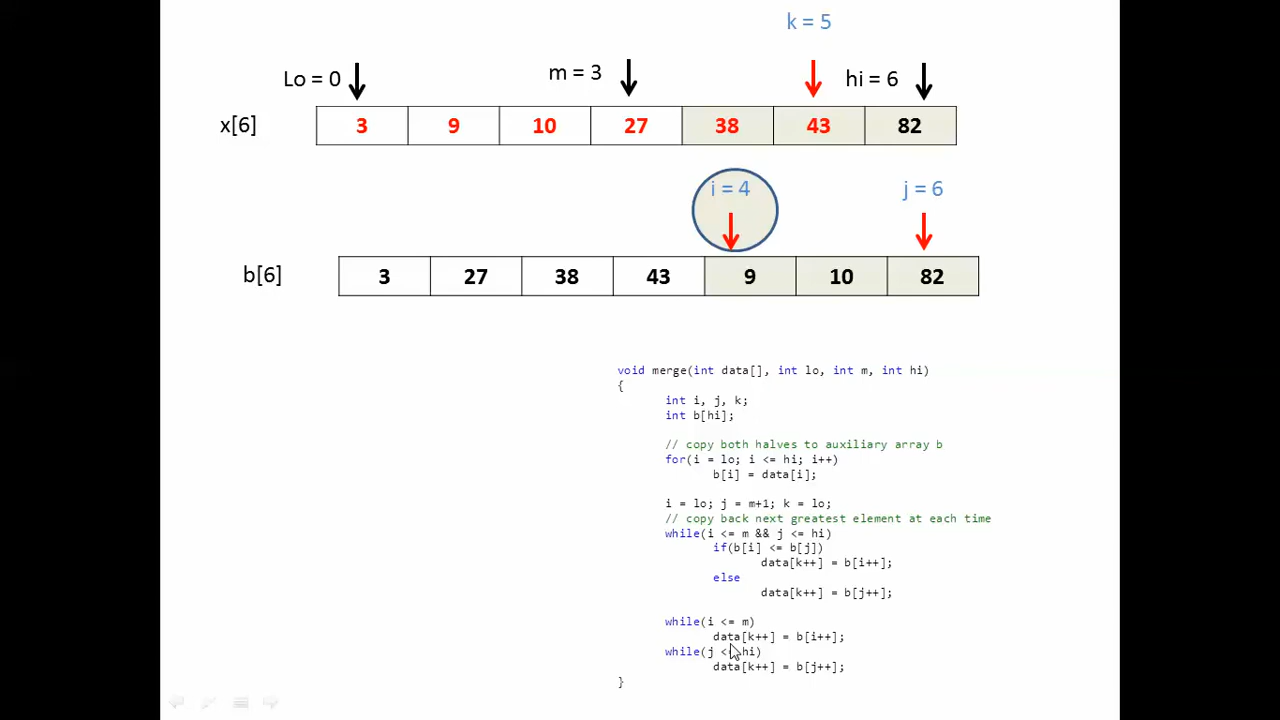 k = 5
Lo = 0 m = 3 hi = 6
x[6] 3 9 10 27 38 43 82
i = 4 j = 6
b[6] 3 27 38 43 9 10 82
void merge(int data[], int lo, int m, int hi)
{
int i, j, k;
int b[hi];
// copy both halves to auxiliary array b
for(i = lo; i <= hi; i++)
b[i] = data[i];
i = lo; j = m+1; k = lo;
// copy back next greatest element at each time
while(i <= m && j <= hi)
if(b[i] <= b[j])
data[k++] = b[i++];
else
data[k++] = b[j++];
while(i <= m)
data[k++] = b[i++];
while(j <= hi)
data[k++] = b[j++];
}